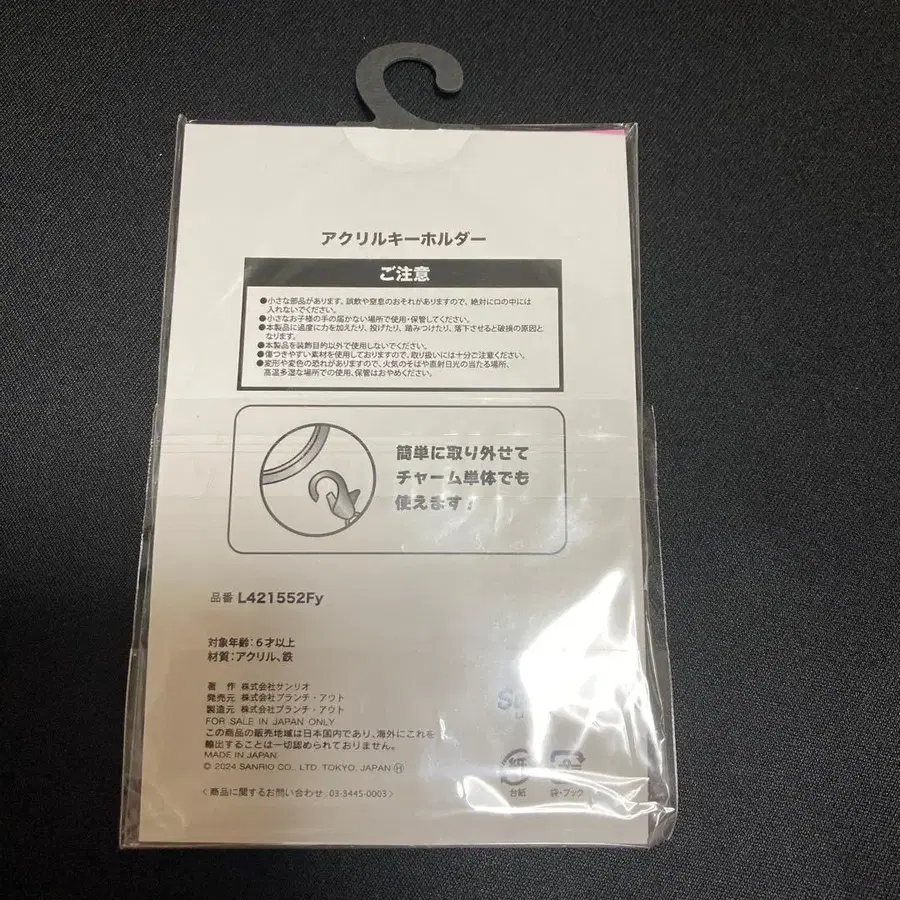 アクリルキーホルダー
ご注意
●小さな部品があります。誤飲や窒息のおそれがありますので、絶対に口の中には
入れないでください。
●小さなお子様の手の届かない場所で使用・保管してください。
●本製品に過度に力を加えたり、投げたり、踏みつけたり、落下させると破損の原因と
なります。
●本製品を装飾目的以外で使用しないでください。
●傷つきやすい素材を使用しておりますので、取り扱いには十分ご注意ください。
●変形や変色の恐れがありますので、火気のそばや直射日光の当たる場所、
高温多湿な場所での使用、保管はおやめください。
簡単に取り外せて
チャーム単体でも
使えます!
品番 L421552Fy
対象年齢:6才以上
材質:アクリル、鉄
著 作 株式会社サンリオ
発売元 株式会社ブランチ・アウト
製造元 株式会社ブランチ・アウト
FOR SALE IN JAPAN ONLY
この商品の販売地域は日本国内であり、海外にこれを
輸出することは一切認められておりません。
MADE IN JAPAN
© 2024 SANRIO CO., LTD. TOKYO, JAPAN Ⓗ
<商品に関するお問い合わせ 03-3445-0003>
紙
台紙
袋・フック